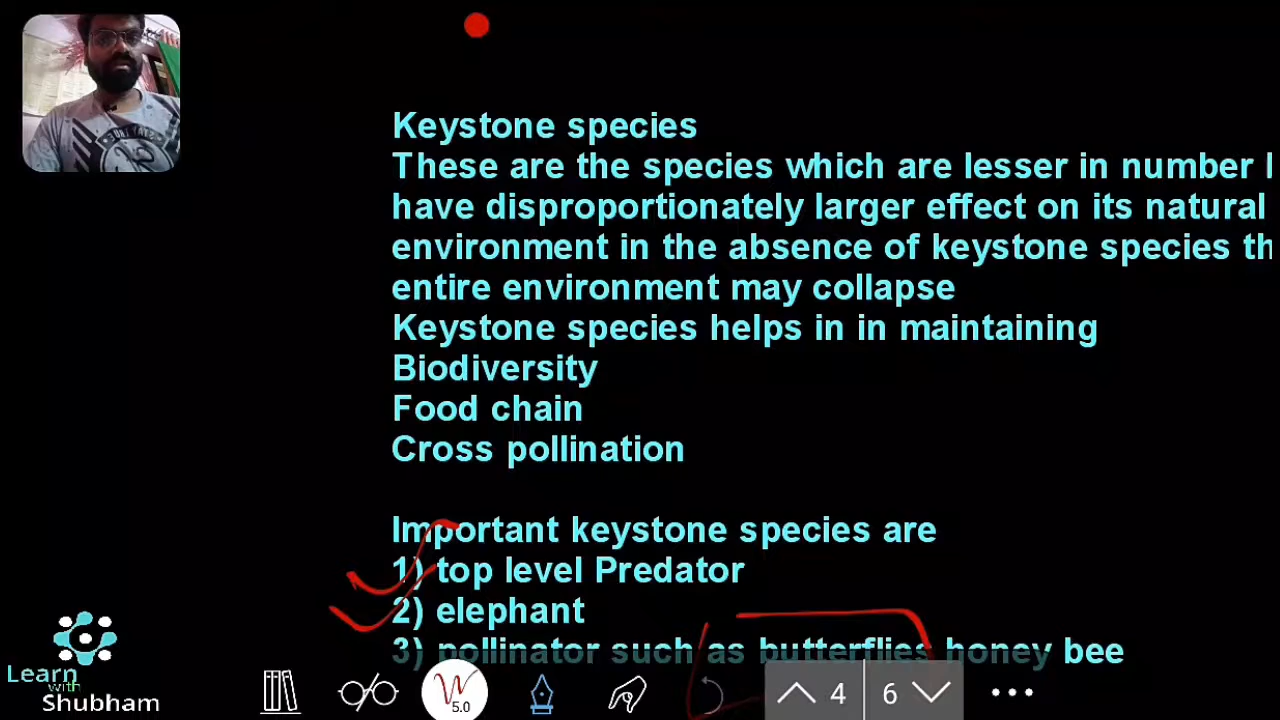 Keystone species
These are the species which are lesser in number
have disproportionately larger effect on its natural
environment in the absence of keystone species th
entire environment may collapse
Keystone species helps in in maintaining
Biodiversity
Food chain
Cross pollination
Important keystone species are
1) top level Predator
2) elephant
3) pollinator such as butterflies honey bee
Learn
with
Shubham
5.0
4
6